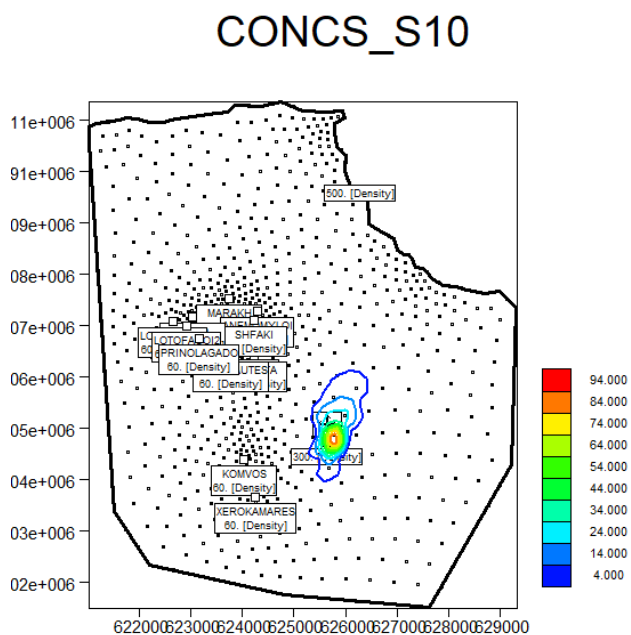 CONCS_S10
11e+006
91e+006
09e+006
08e+006
07e+006
06e+006
05e+006
04e+006
03e+006
02e+006
500. [Density]
MARAKH
SHFAKI
[Density]
LOTOFA
PRINOLAGADO
60. [Density]
60. [Density]
KOMVOS
60. [Density]
XEROKAMARES
60. [Density]
94.000
84.000
74.000
64.000
54.000
44.000
34.000
24.000
14.000
4.000
622000
623000
624000
625000
626000
627000
628000
629000